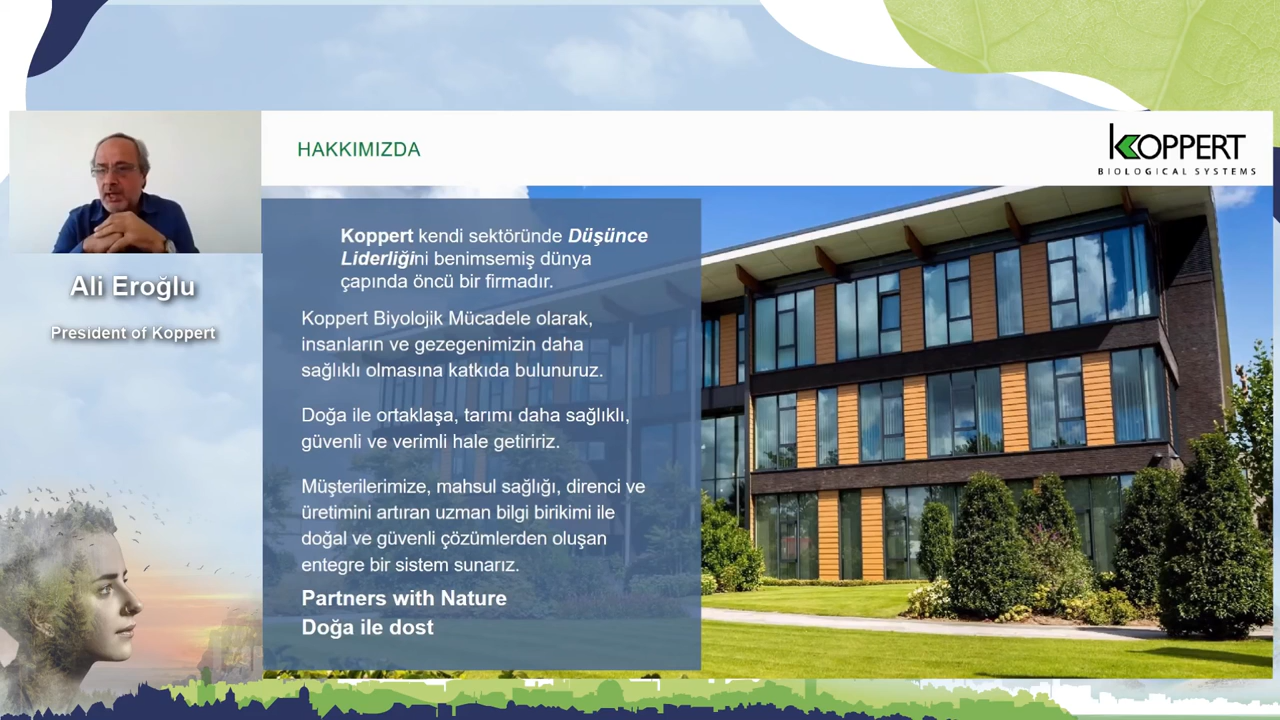 HAKKIMIZDA
KOPPERT
BIOLOGICAL SYSTEMS
Ali Eroğlu
President of Koppert
Koppert kendi sektöründe Düşünce
Liderliğini benimsemiş dünya
çapında öncü bir firmadır.
Koppert Biyolojik Mücadele olarak,
insanların ve gezegenimizin daha
sağlıklı olmasına katkıda bulunuruz.
Doğa ile ortaklaşa, tarımı daha sağlıklı,
güvenli ve verimli hale getiririz.
Müşterilerimize, mahsul sağlığı, direnci ve
üretimini artıran uzman bilgi birikimi ile
doğal ve güvenli çözümlerden oluşan
entegre bir sistem sunarız.
Partners with Nature
Doğa ile dost